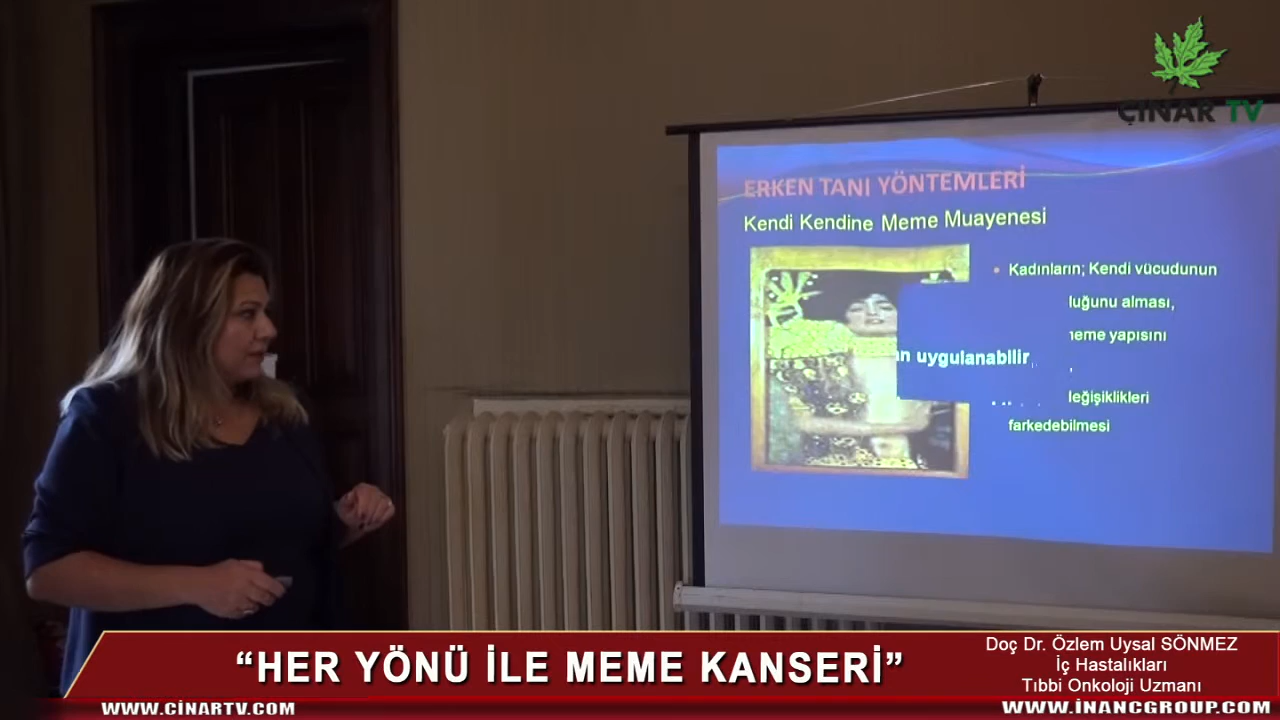 ÇINAR TV
ERKEN TANI YÖNTEMLERİ
Kendi Kendine Meme Muayenesi
• Kadınların; Kendi vücudunun
luğunu alması,
meme yapısını
uygulanabilir,
değişiklikleri
farkedebilmesi
“HER YÖNÜ İLE MEME KANSERİ”
Doç Dr. Özlem Uysal SÖNMEZ
İç Hastalıkları
Tıbbi Onkoloji Uzmanı
WWW.CİNARTV.COM
WWW.İNANCGROUP.COM